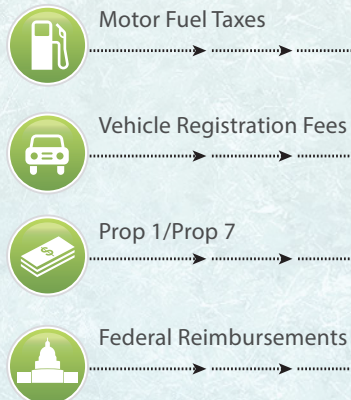 Motor Fuel Taxes
Vehicle Registration Fees
Prop 1/Prop 7
$
Federal Reimbursements